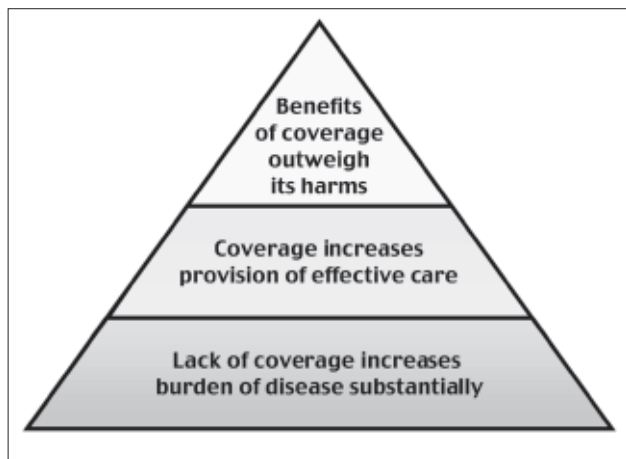 Benefits
of coverage
outweigh
its harms
Coverage increases
provision of effective care
Lack of coverage increases
burden of disease substantially